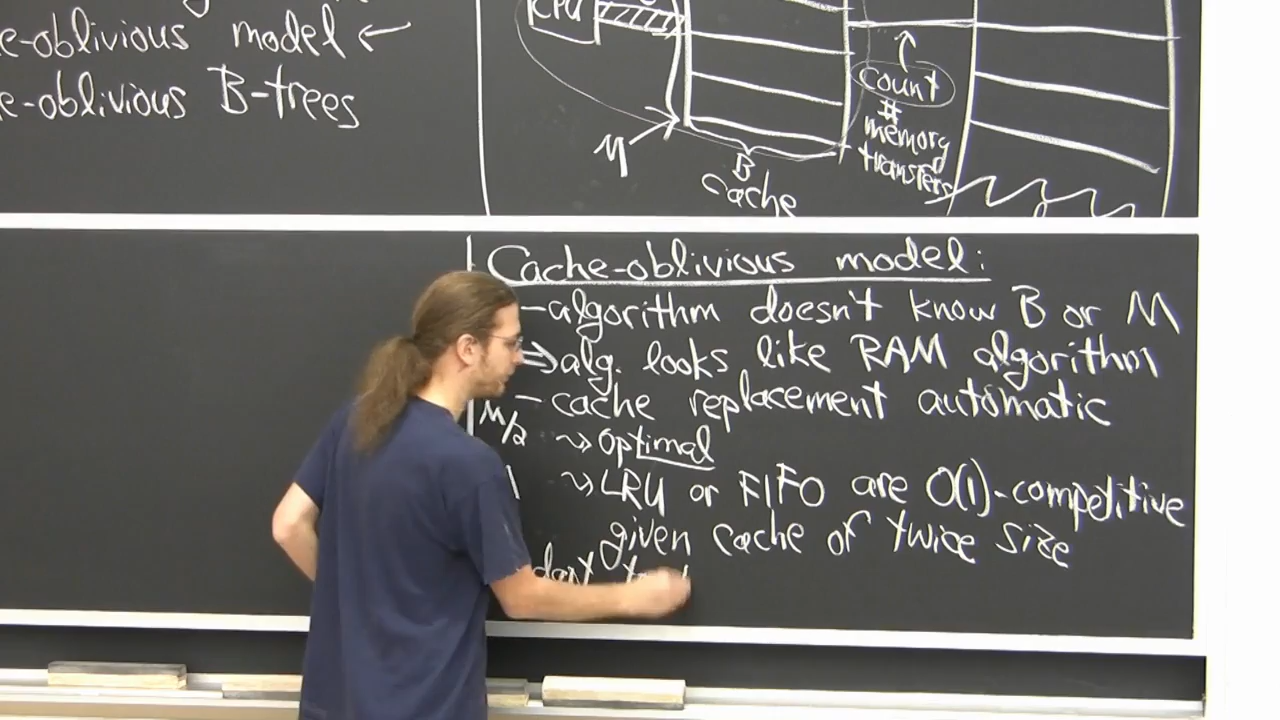 e-oblivious model ←
e-oblivious B-trees
CPU
M
B
cache
count
#
memory
transfers
Cache-oblivious model:
- algorithm doesn't know B or M
⇒ alg. looks like RAM algorithm
- cache replacement automatic
M/2 ⤳ optimal
⤳ LRU or FIFO are O(1)-competitive
given cache of twice size